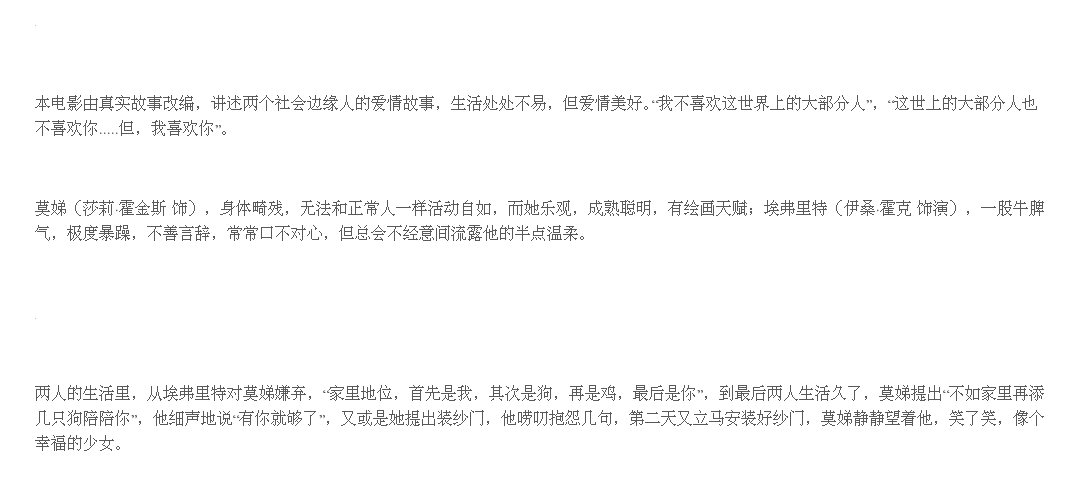 本电影由真实故事改编，讲述两个社会边缘人的爱情故事，生活处处不易，但爱情美好。“我不喜欢这世界上的大部分人”，“这世上的大部分人也
不喜欢你.....但，我喜欢你”。
莫娣（莎莉·霍金斯 饰），身体畸残，无法和正常人一样活动自如，而她乐观，成熟聪明，有绘画天赋；埃弗里特（伊桑·霍克 饰演），一股牛脾
气，极度暴躁，不善言辞，常常口不对心，但总会不经意间流露他的半点温柔。
两人的生活里，从埃弗里特对莫娣嫌弃，“家里地位，首先是我，其次是狗，再是鸡，最后是你”，到最后两人生活久了，莫娣提出“不如家里再添
几只狗陪陪你”，他细声地说“有你就够了”，又或是她提出装纱门，他唠叨抱怨几句，第二天又立马安装好纱门，莫娣静静望着他，笑了笑，像个
幸福的少女。